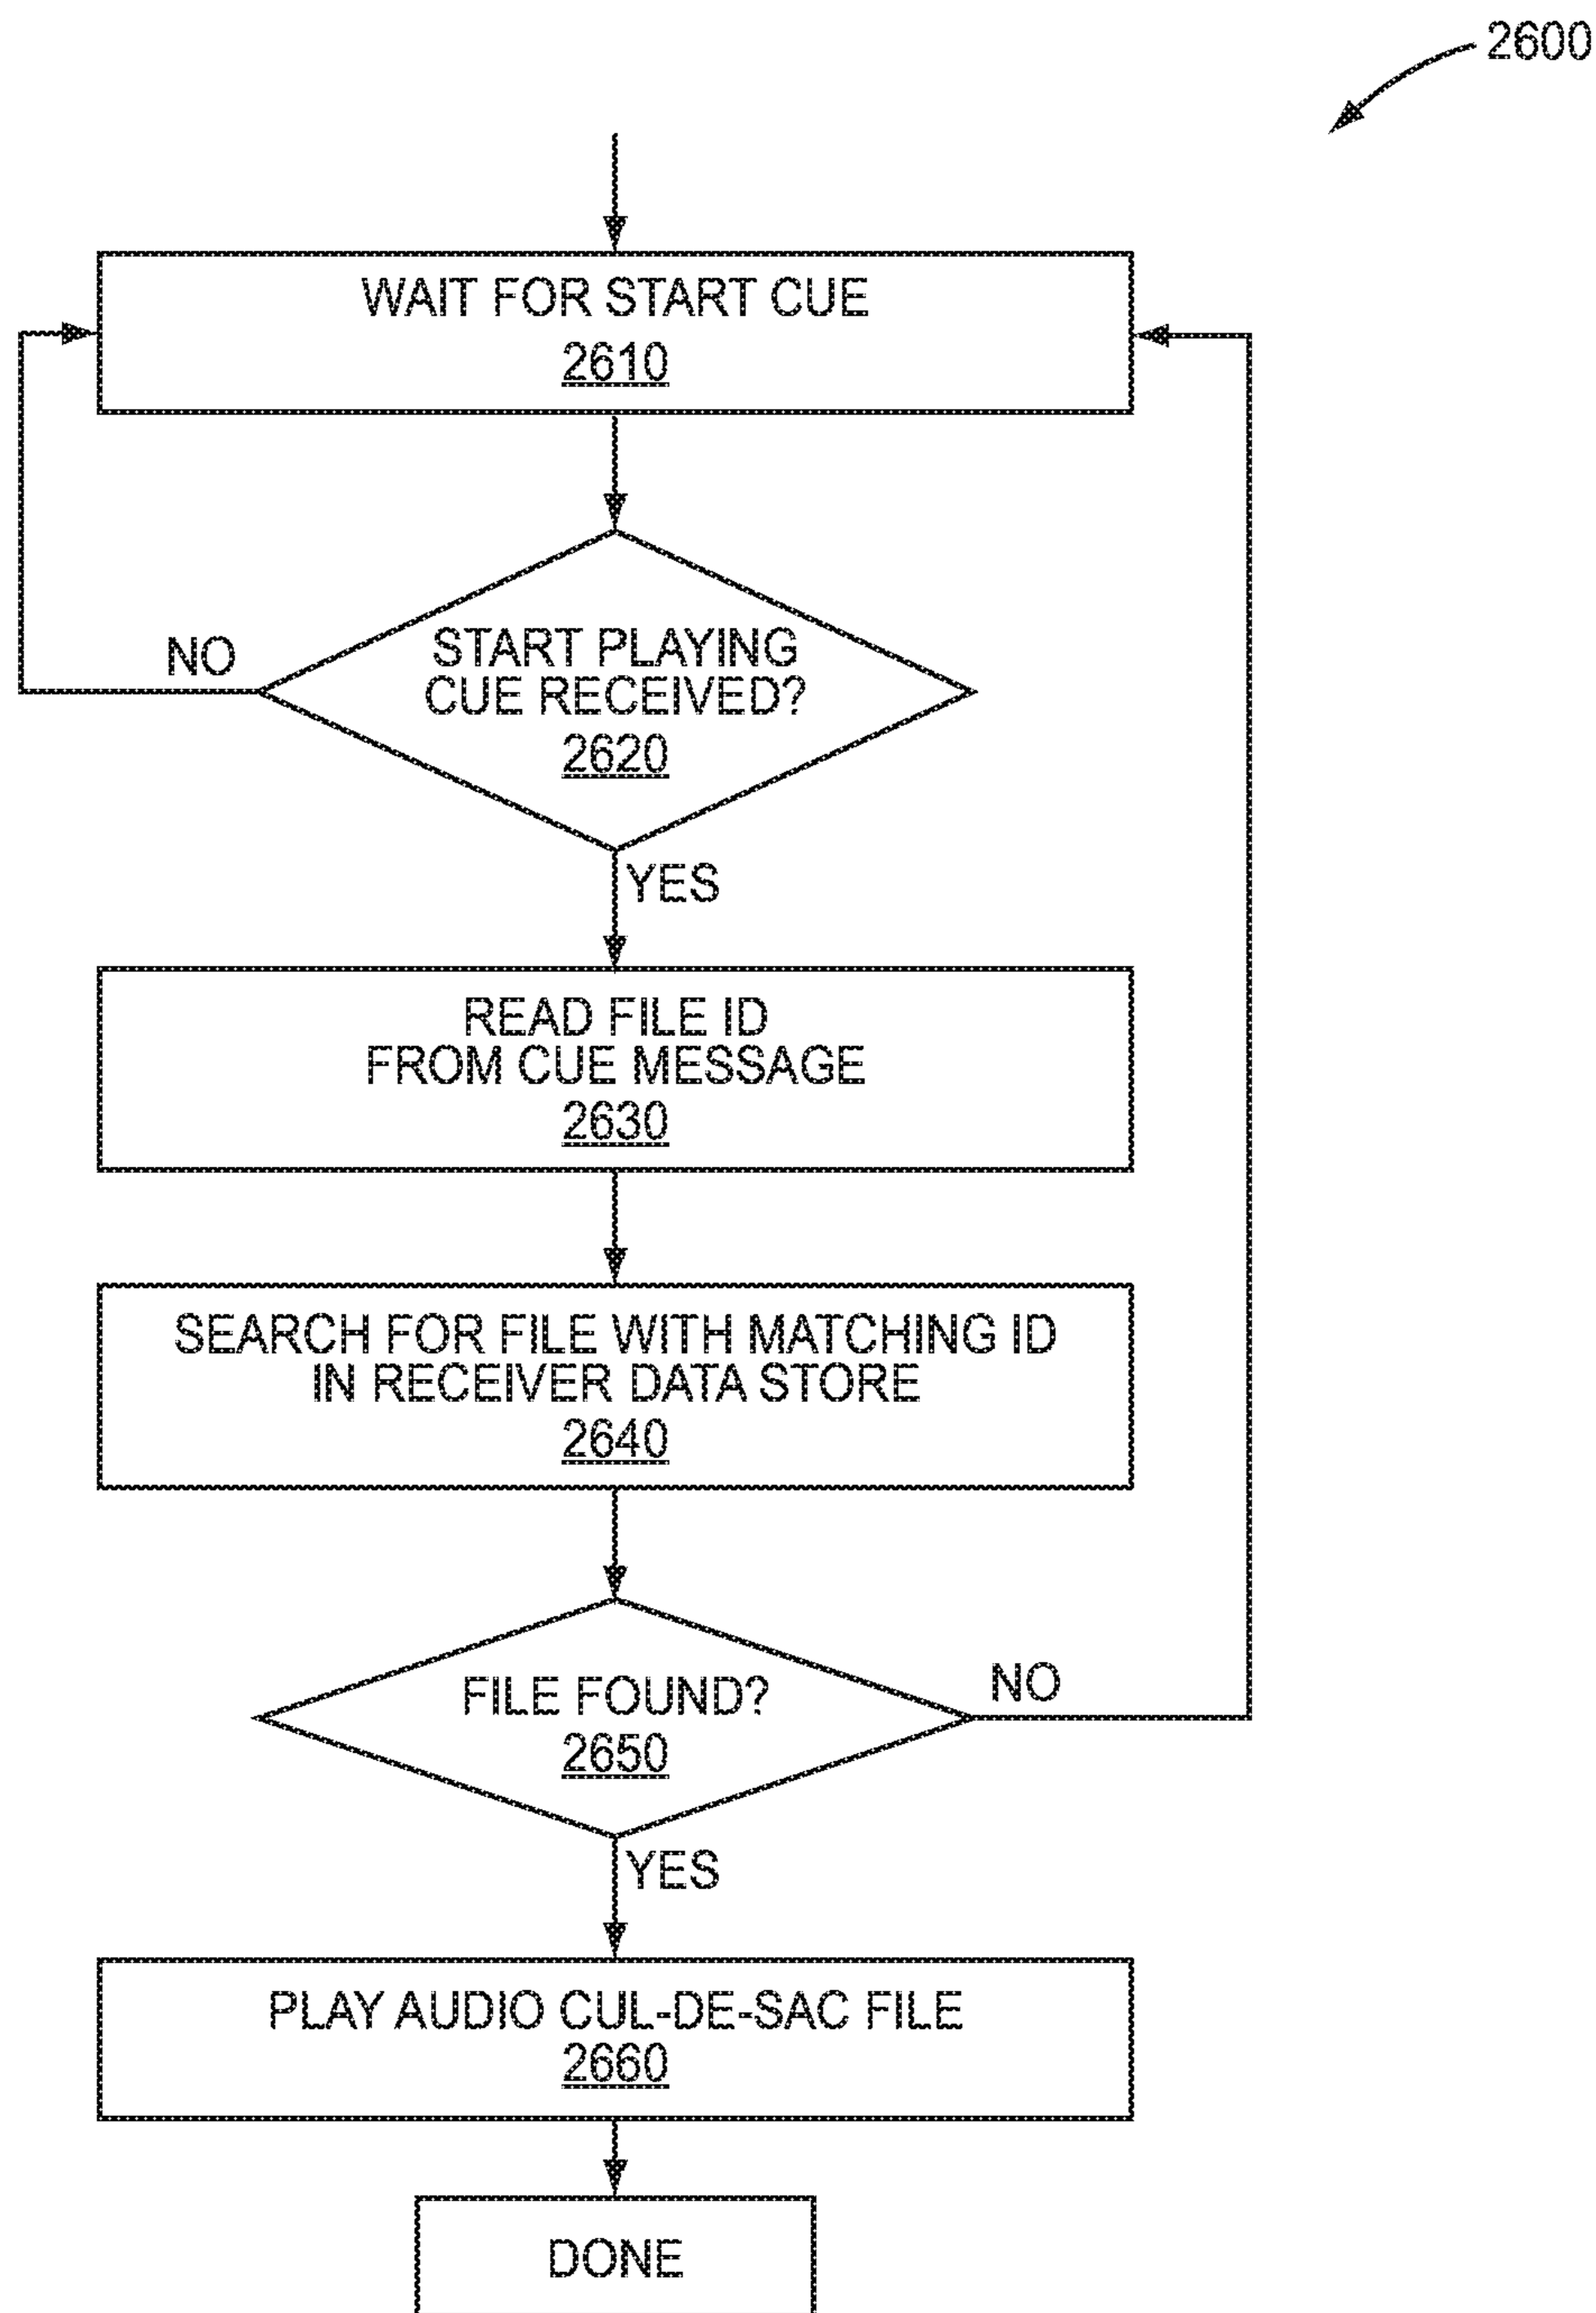 2600
WAIT FOR START CUE
2610
START PLAYING
CUE RECEIVED?
2620
NO
YES
READ FILE ID
FROM CUE MESSAGE
2630
SEARCH FOR FILE WITH MATCHING ID
IN RECEIVER DATA STORE
2640
FILE FOUND?
2650
NO
YES
PLAY AUDIO CUL-DE-SAC FILE
2660
DONE